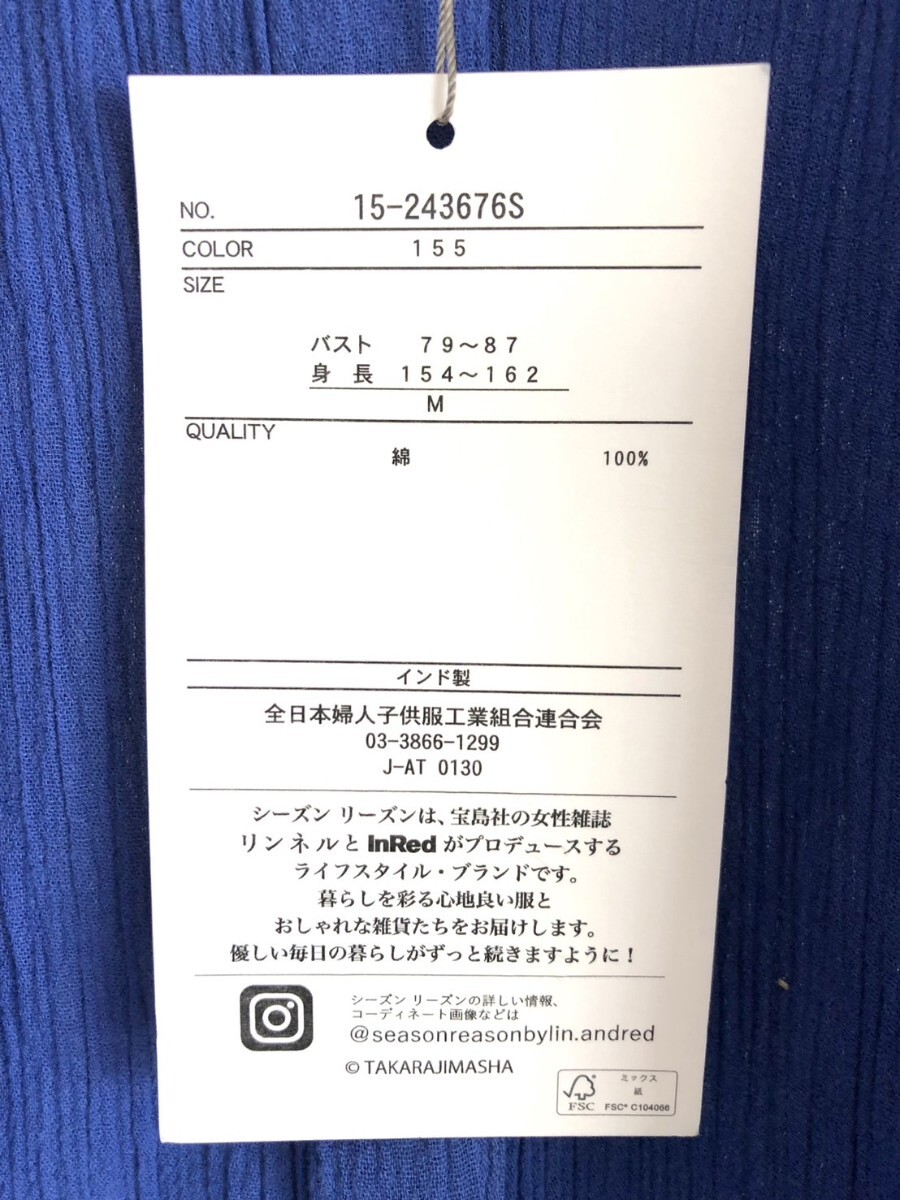 NO. 15-243676S
COLOR 155
SIZE
バスト 79〜87
身 長 154〜162
M
QUALITY
綿 100%
インド製
全日本婦人子供服工業組合連合会
03-3866-1299
J-AT 0130
シーズン リーズンは、宝島社の女性雑誌
リンネルと InRed がプロデュースする
ライフスタイル・ブランドです。
暮らしを彩る心地良い服と
おしゃれな雑貨たちをお届けします。
優しい毎日の暮らしがずっと続きますように！
シーズン リーズンの詳しい情報、
コーディネート画像などは
@seasonreasonbylin.andred
© TAKARAJIMASHA
ミックス
紙
FSC FSC® C104066